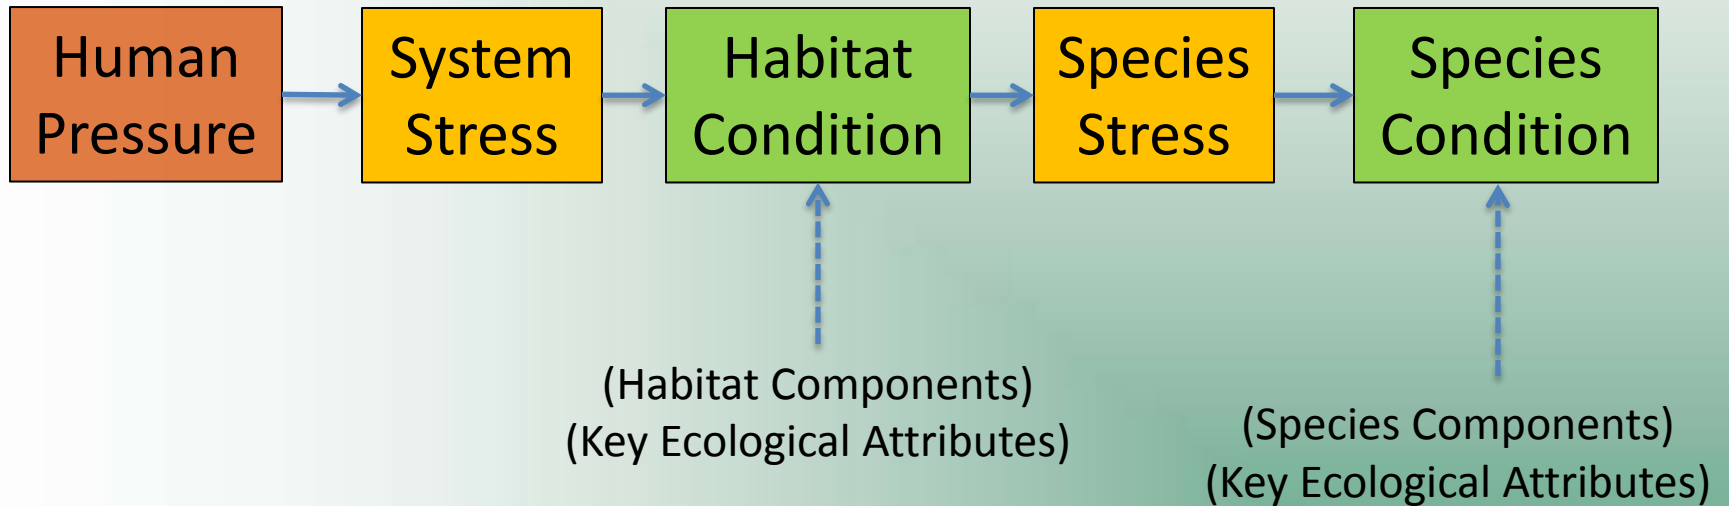 Human
Pressure
System
Stress
Habitat
Condition
Species
Stress
Species
Condition
(Habitat Components)
(Key Ecological Attributes)
(Species Components)
(Key Ecological Attributes)